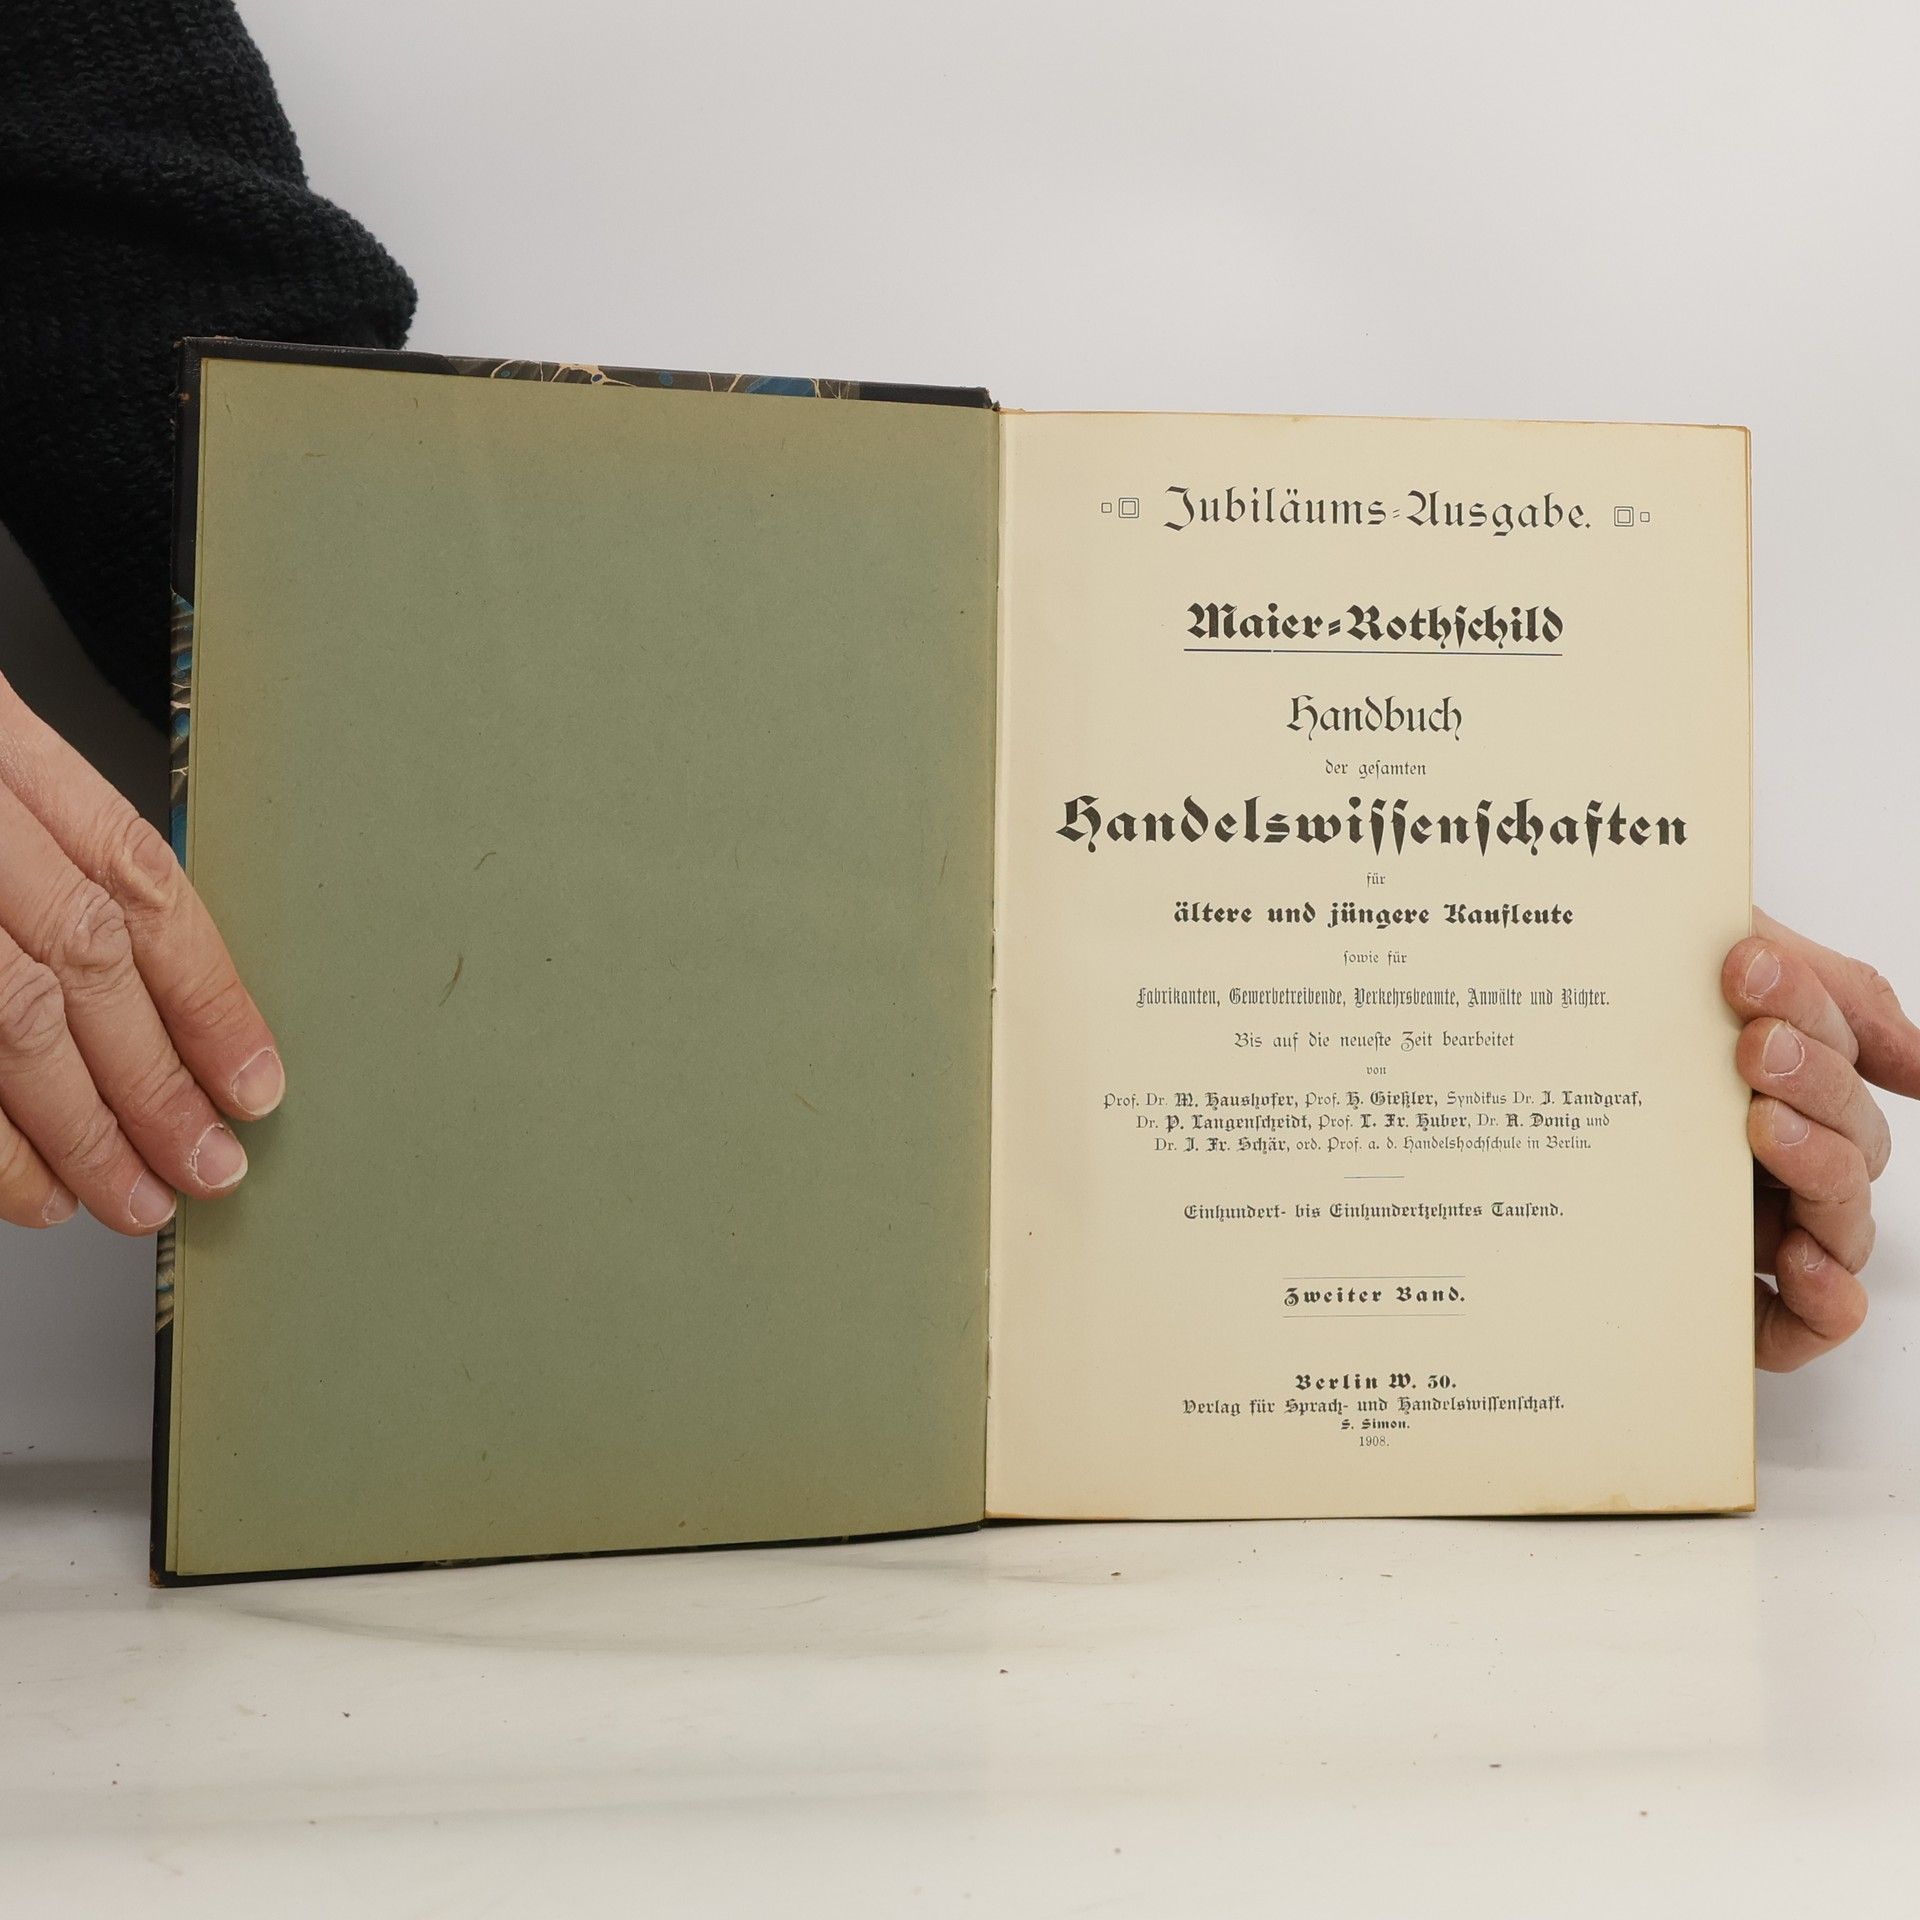 Jubiläums-Ausgabe.
Maier-Rothſchild
Handbuch
der geſamten
Handelswiſſenſchaften
für
ältere und jüngere Kaufleute
ſowie für
Fabrikanten, Gewerbetreibende, Verkehrsbeamte, Anwälte und Richter.
Bis auf die neueſte Zeit bearbeitet
von
Prof. Dr. M. Haushofer, Prof. H. Gießler, Syndikus Dr. J. Landgraf,
Dr. P. Langenſcheidt, Prof. L. Fr. Huber, Dr. A. Donig und
Dr. J. Fr. Schär, ord. Prof. a. d. Handelshochſchule in Berlin.
Einhundert- bis Einhundertzehntes Tauſend.
Zweiter Band.
Berlin W. 30.
Verlag für Sprach- und Handelswiſſenſchaft.
S. Simon.
1908.